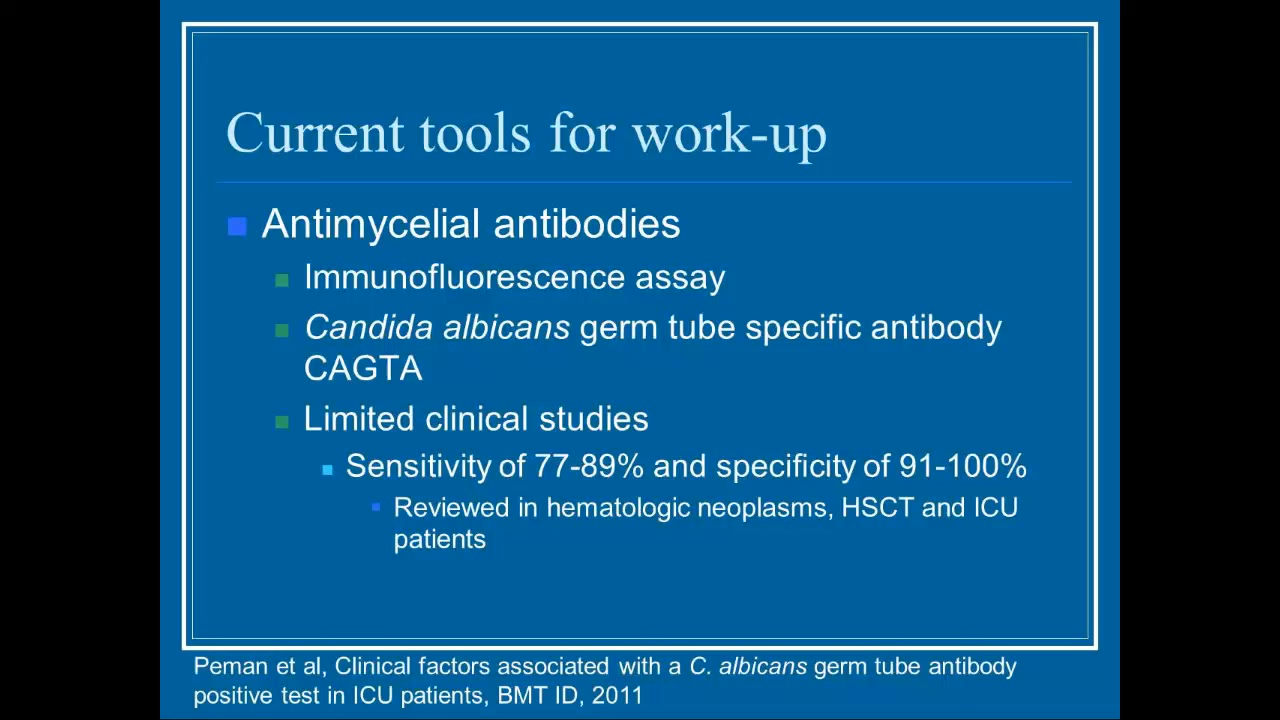 Current tools for work-up
Antimycelial antibodies
Immunofluorescence assay
Candida albicans germ tube specific antibody
CAGTA
Limited clinical studies
Sensitivity of 77-89% and specificity of 91-100%
Reviewed in hematologic neoplasms, HSCT and ICU
patients
Peman et al, Clinical factors associated with a C. albicans germ tube antibody
positive test in ICU patients, BMT ID, 2011